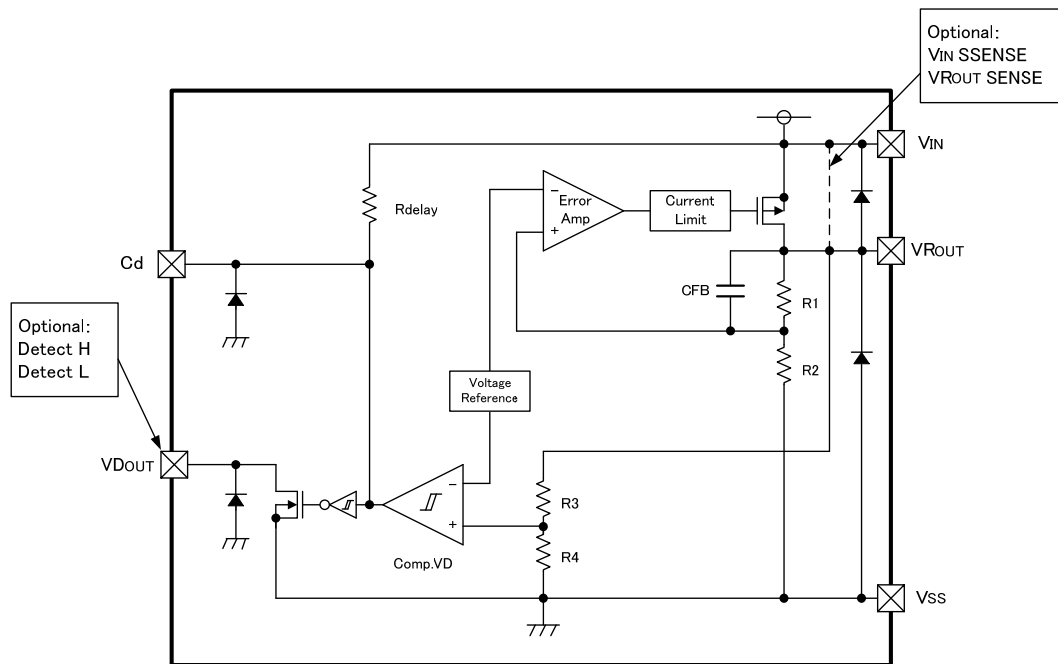 Optional:
VIN SSENSE
VROUT SENSE
VIN
Rdelay
Error
Amp
−
+
Current
Limit
Cd
VROUT
CFB
R1
Optional:
Detect H
Detect L
R2
Voltage
Reference
VDOUT
−
+
R3
R4
Comp.VD
VSS